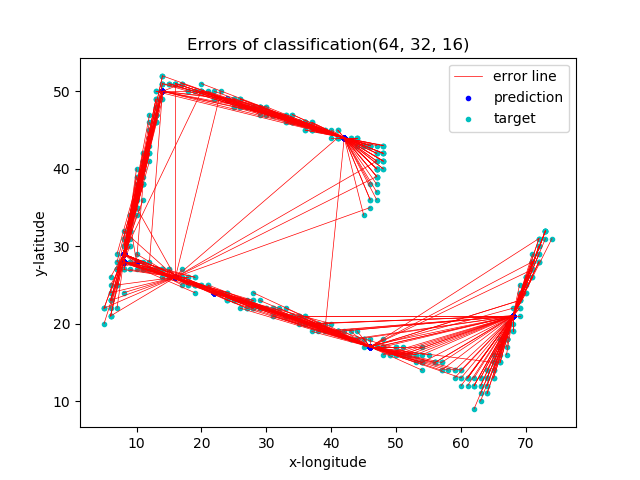 Errors of classification(64, 32, 16)
error line
prediction
target
50
40
30
20
10
y-latitude
10 20 30 40 50 60 70
x-longitude